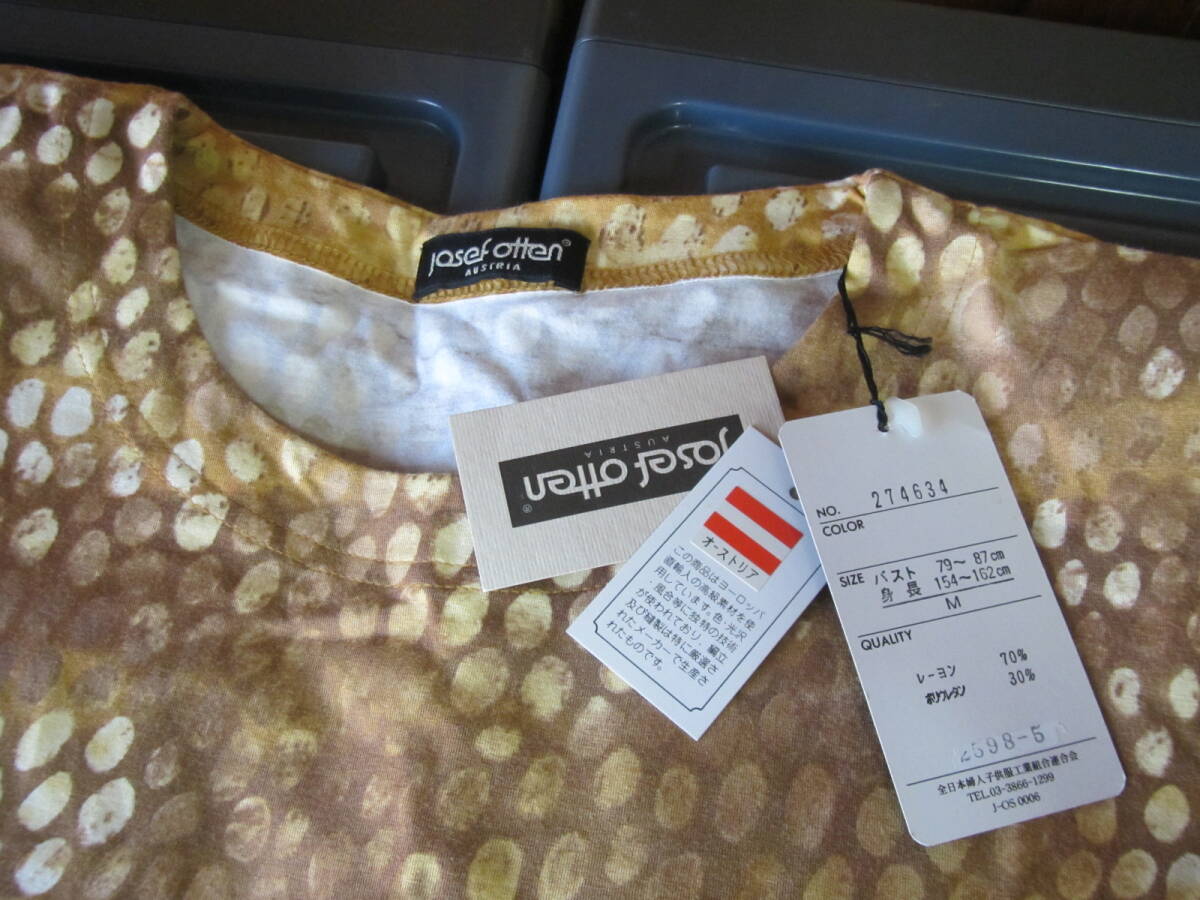 Josef otten®
AUSTRIA
Josef otten®
AUSTRIA
オーストリア
この商品はヨーロッパ
直輸入の高級素材を使
用しています。色・光沢
・風合等に独特の技術
が使われており、編立
及び縫製は特に厳選さ
れたメーカーで生産さ
れたものです。
NO. 274634
COLOR
SIZE バスト 79～87cm
身長 154～162cm
M
QUALITY
レーヨン 70%
ポリウレタン 30%
2598-5
全日本婦人子供服工業組合連合会
TEL.03-3866-1299
J-OS 0006